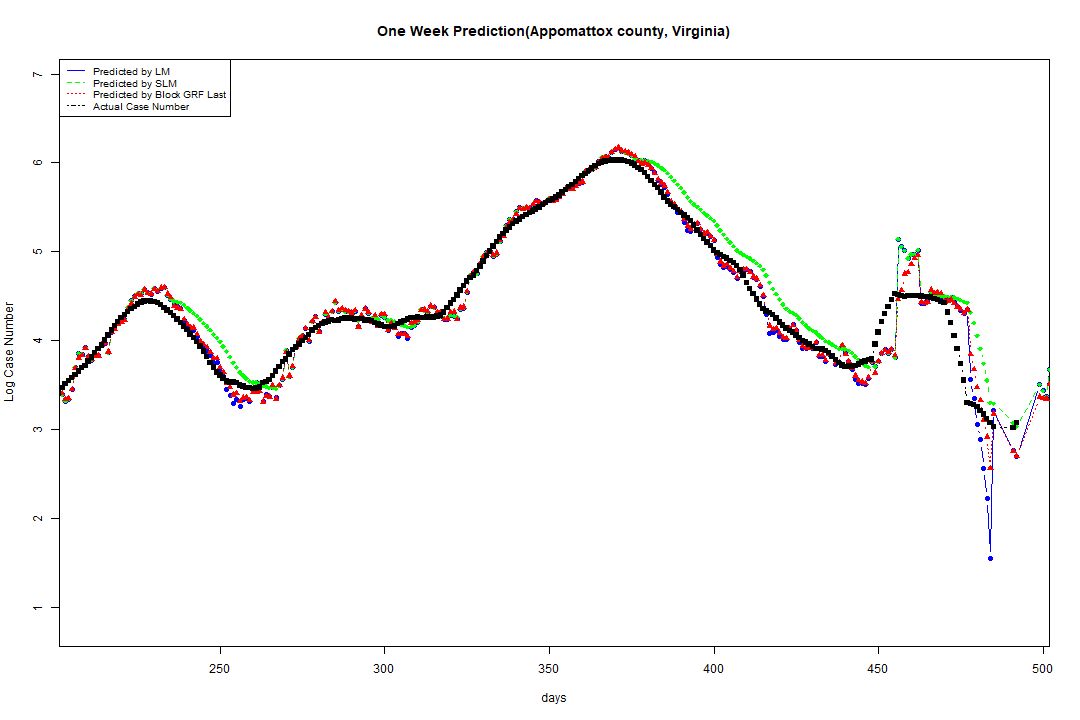 One Week Prediction(Appomattox county, Virginia)
Predicted by LM
Predicted by SLM
Predicted by Block GRF Last
Actual Case Number
Log Case Number
7
6
5
4
3
2
1
250 300 350 400 450 500
days